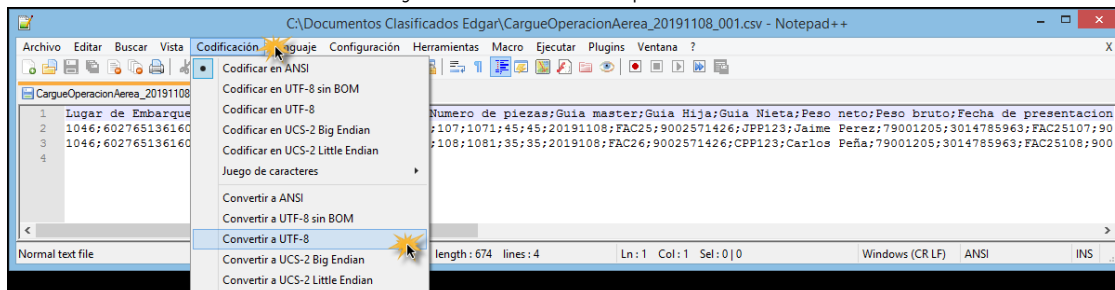 C:\Documentos Clasificados Edgar\CargueOperacionAerea_20191108_001.csv - Notepad++
Archivo Editar Buscar Vista Codificación Configuración Herramientas Macro Ejecutar Plugins Ventana ? X
CargueOperacionAerea_20191108
Codificar en ANSI
Codificar en UTF-8 sin BOM
Codificar en UTF-8
Codificar en UCS-2 Big Endian
Codificar en UCS-2 Little Endian
Juego de caracteres
Convertir a ANSI
Convertir a UTF-8 sin BOM
Convertir a UTF-8
Convertir a UCS-2 Big Endian
Convertir a UCS-2 Little Endian
1 Lugar de Embarque Numero de piezas;Guia master;Guia Hija;Guia Nieta;Peso neto;Peso bruto;Fecha de presentacion
2 1046;60276513616 ;107;1071;45;45;20191108;FAC25;9002571426;JPP123;Jaime Perez;79001205;3014785963;FAC25107;90
3 1046;60276513616 ;108;1081;35;35;2019108;FAC26;9002571426;CPP123;Carlos Peña;79001205;3014785963;FAC25108;900
4
Normal text file length : 674 lines : 4 Ln : 1 Col : 1 Sel : 0 | 0 Windows (CR LF) ANSI INS